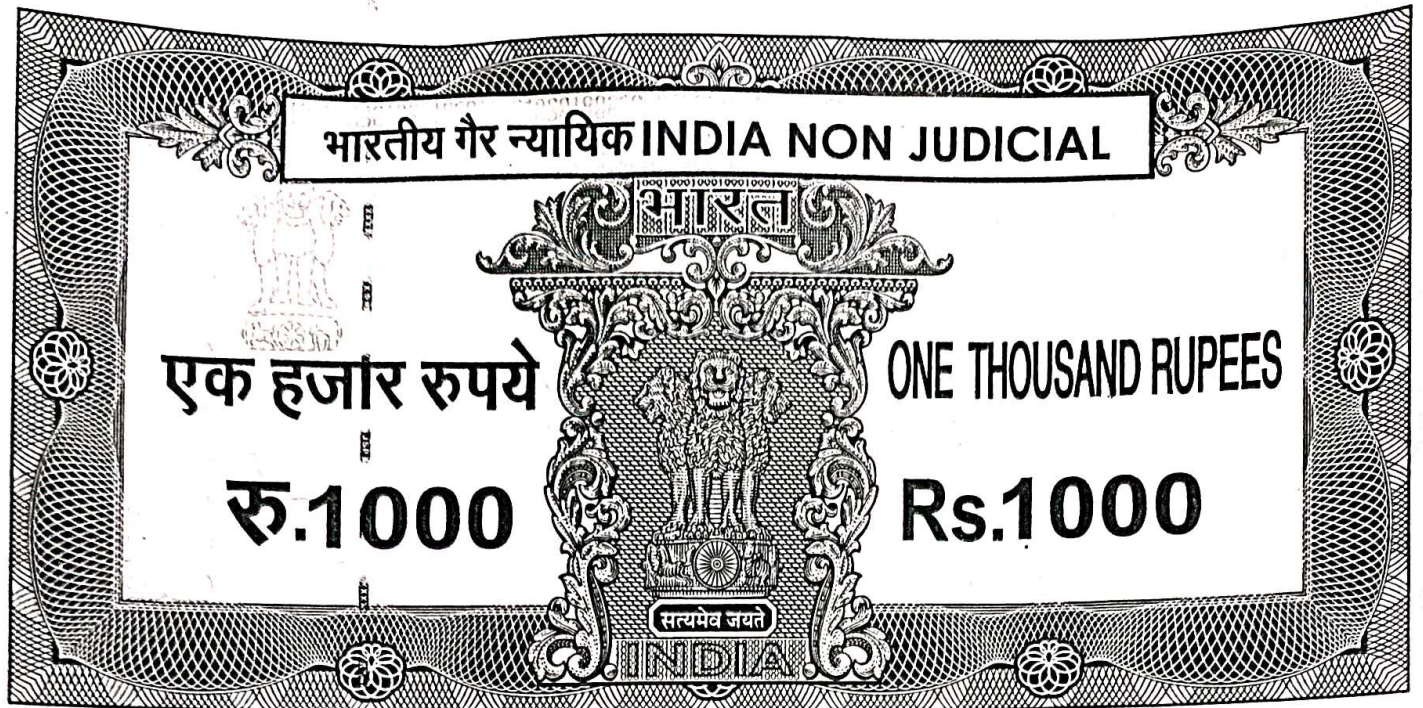 भारतीय गैर न्यायिक INDIA NON JUDICIAL
भारत
एक हजार रुपये
ONE THOUSAND RUPEES
रु.1000
Rs.1000
सत्यमेव जयते
INDIA